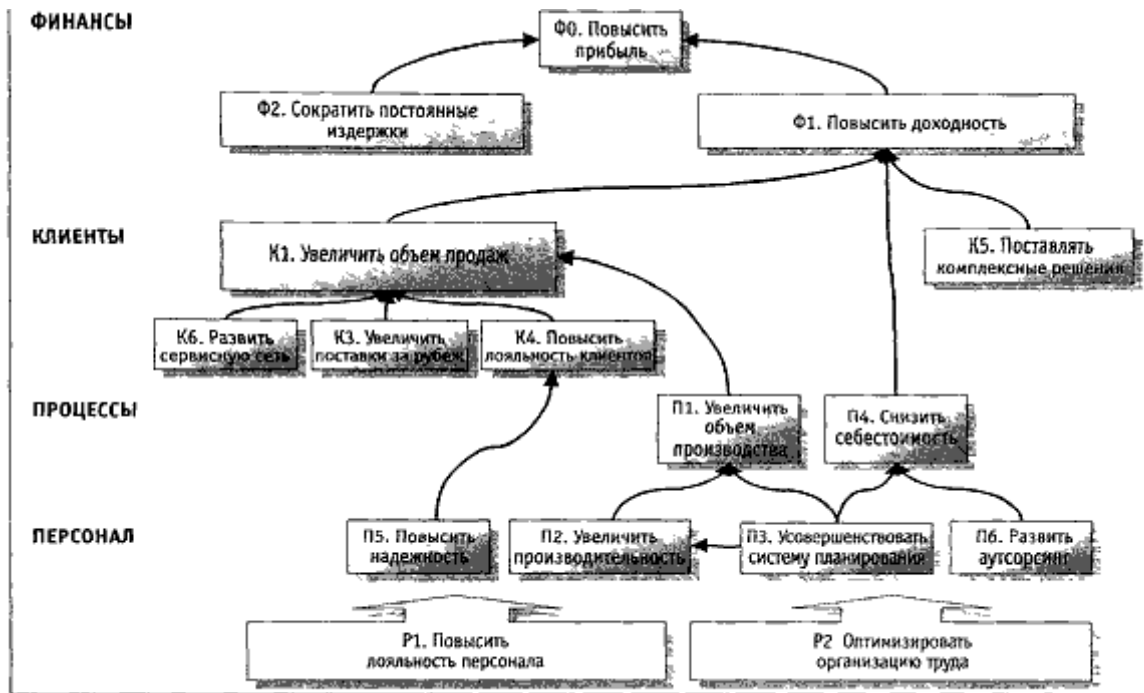 ФИНАНСЫ
Ф0. Повысить
прибыль
Ф2. Сократить постоянные
издержки
Ф1. Повысить доходность
КЛИЕНТЫ
К1. Увеличить объем продаж
К5. Поставлять
комплексные решения
К6. Развить
сервисную сеть
К3. Увеличить
поставки за рубеж
К4. Повысить
лояльность клиентов
ПРОЦЕССЫ
П1. Увеличить
объем
производства
П4. Снизить
себестоимость
ПЕРСОНАЛ
П5. Повысить
надежность
П2. Увеличить
производительность
П3. Усовершенствовать
систему планирования
П6. Развить
аутсорсинг
Р1. Повысить
лояльность персонала
Р2 Оптимизировать
организацию труда